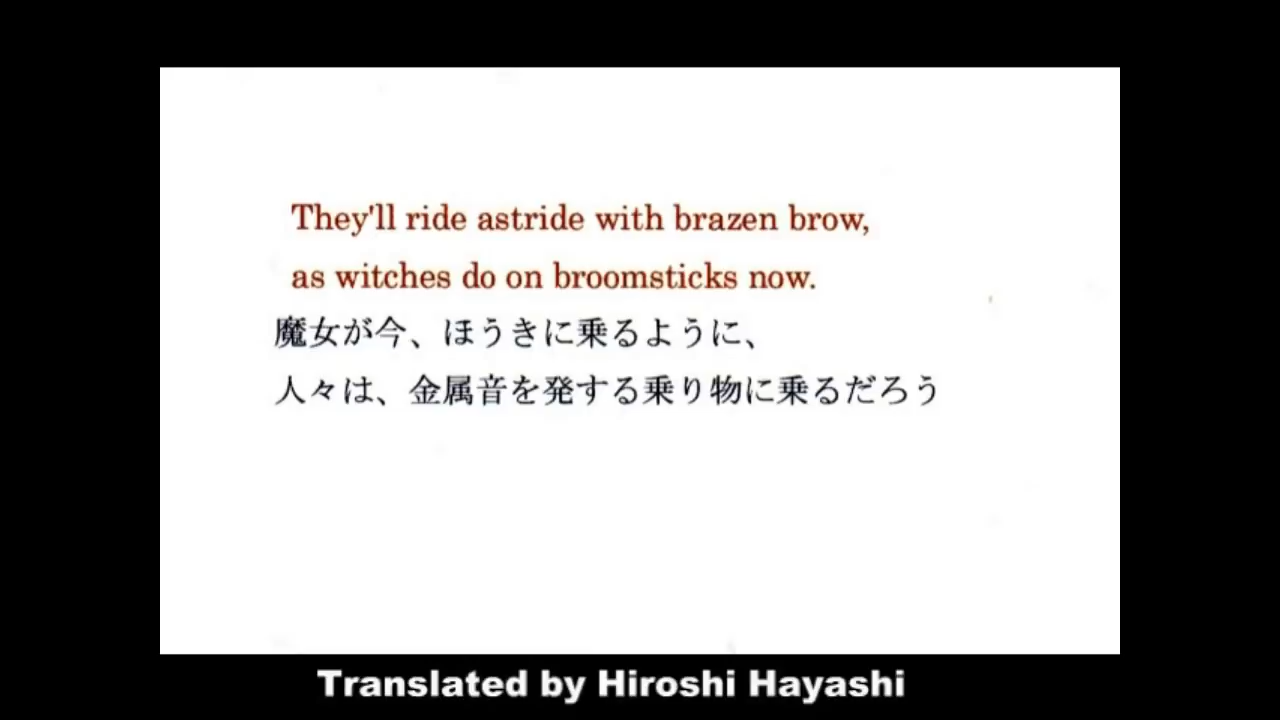 They'll ride astride with brazen brow,
as witches do on broomsticks now.
魔女が今、ほうきに乗るように、
人々は、金属音を発する乗り物に乗るだろう
Translated by Hiroshi Hayashi